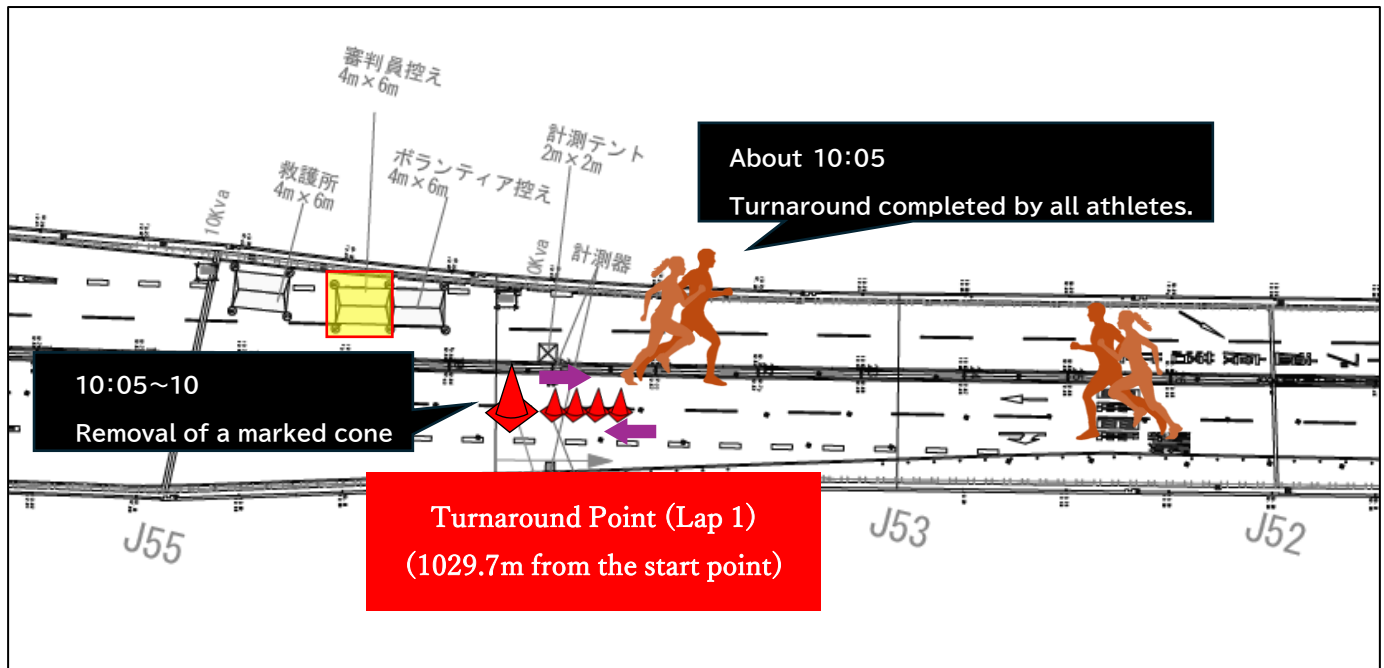 審判員控え
4m×6m
計測テント
2m×2m
About 10:05
Turnaround completed by all athletes.
救護所
4m×6m
ボランティア控え
4m×6m
10Kva
0Kva
計測器
10:05~10
Removal of a marked cone
Turnaround Point (Lap 1)
(1029.7m from the start point)
J55
J53
J52